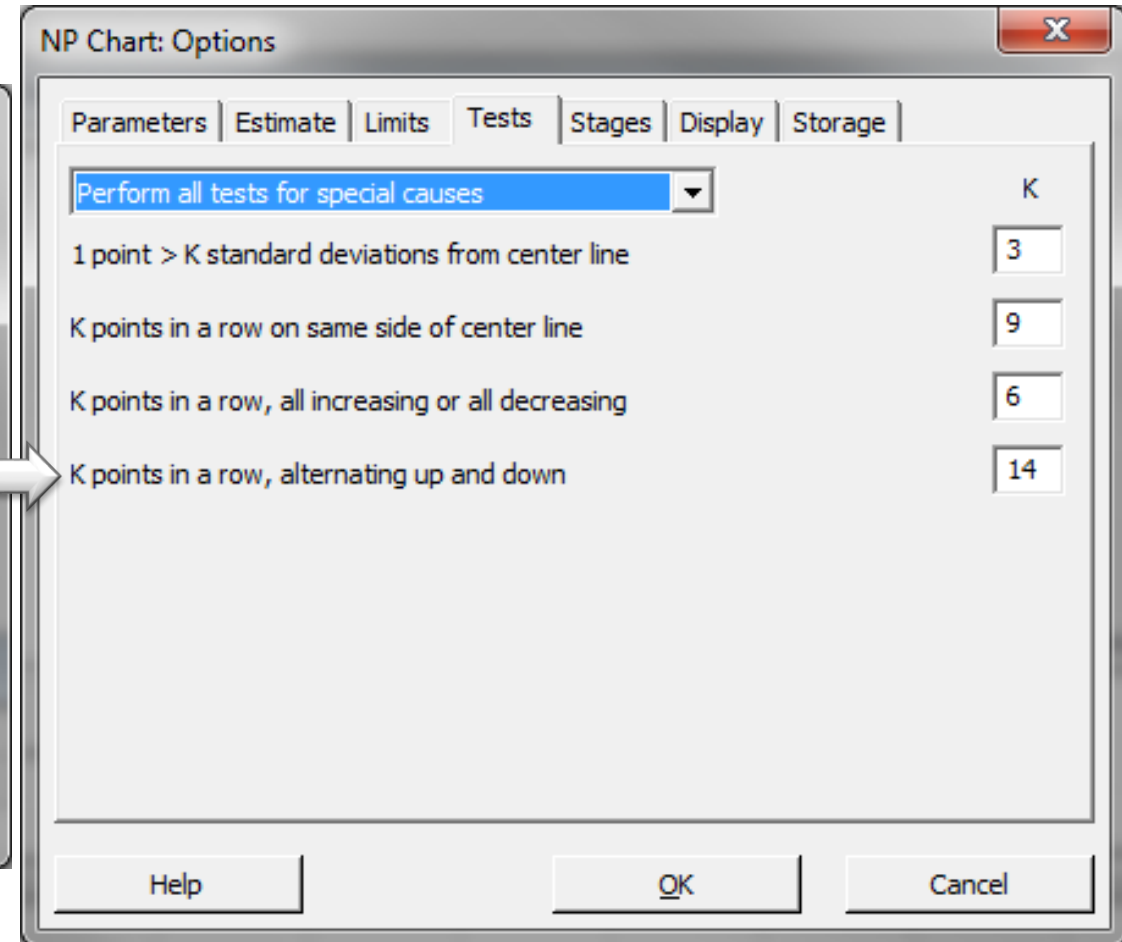 NP Chart: Options
Parameters Estimate Limits Tests Stages Display Storage
Perform all tests for special causes K
1 point > K standard deviations from center line 3
K points in a row on same side of center line 9
K points in a row, all increasing or all decreasing 6
K points in a row, alternating up and down 14
Help OK Cancel